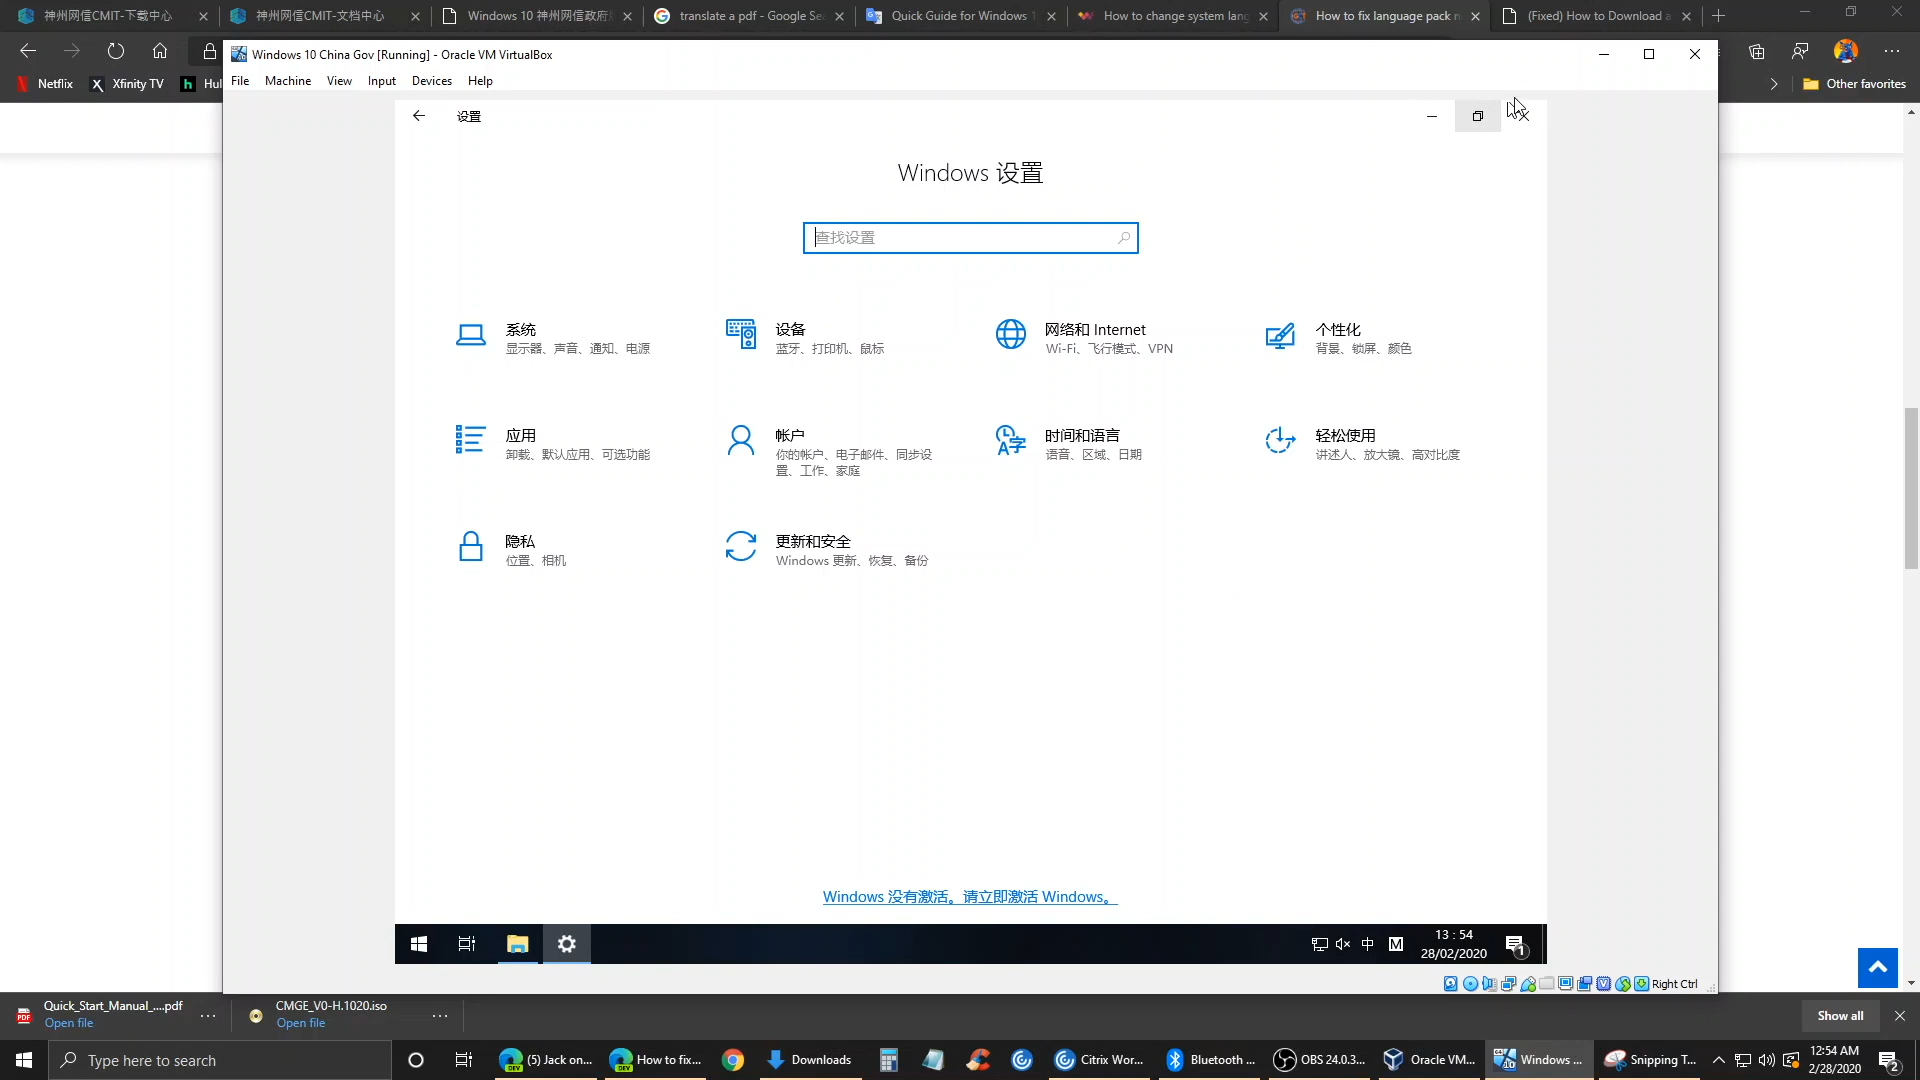 神州网信CMIT-下载中心
神州网信CMIT-文档中心
Windows 10 神州网信政府
translate a pdf - Google Se
Quick Guide for Windows 1
How to change system lang
How to fix language pack n
(Fixed) How to Download a
Netflix
Xfinity TV
Hul
Other favorites
Windows 10 China Gov [Running] - Oracle VM VirtualBox
File Machine View Input Devices Help
设置
Windows 设置
查找设置
系统
显示器、声音、通知、电源
设备
蓝牙、打印机、鼠标
网络和 Internet
Wi-Fi、飞行模式、VPN
个性化
背景、锁屏、颜色
应用
卸载、默认应用、可选功能
帐户
你的帐户、电子邮件、同步设
置、工作、家庭
时间和语言
语音、区域、日期
轻松使用
讲述人、放大镜、高对比度
隐私
位置、相机
更新和安全
Windows 更新、恢复、备份
Windows 没有激活。请立即激活 Windows。
中
M
13:54
28/02/2020
1
Right Ctrl
Quick_Start_Manual_....pdf
Open file
CMGE_V0-H.1020.iso
Open file
Show all
Type here to search
(5) Jack on...
How to fix...
Downloads
Citrix Wor...
Bluetooth ...
OBS 24.0.3...
Oracle VM...
Windows ...
Snipping T...
12:54 AM
2/28/2020
2